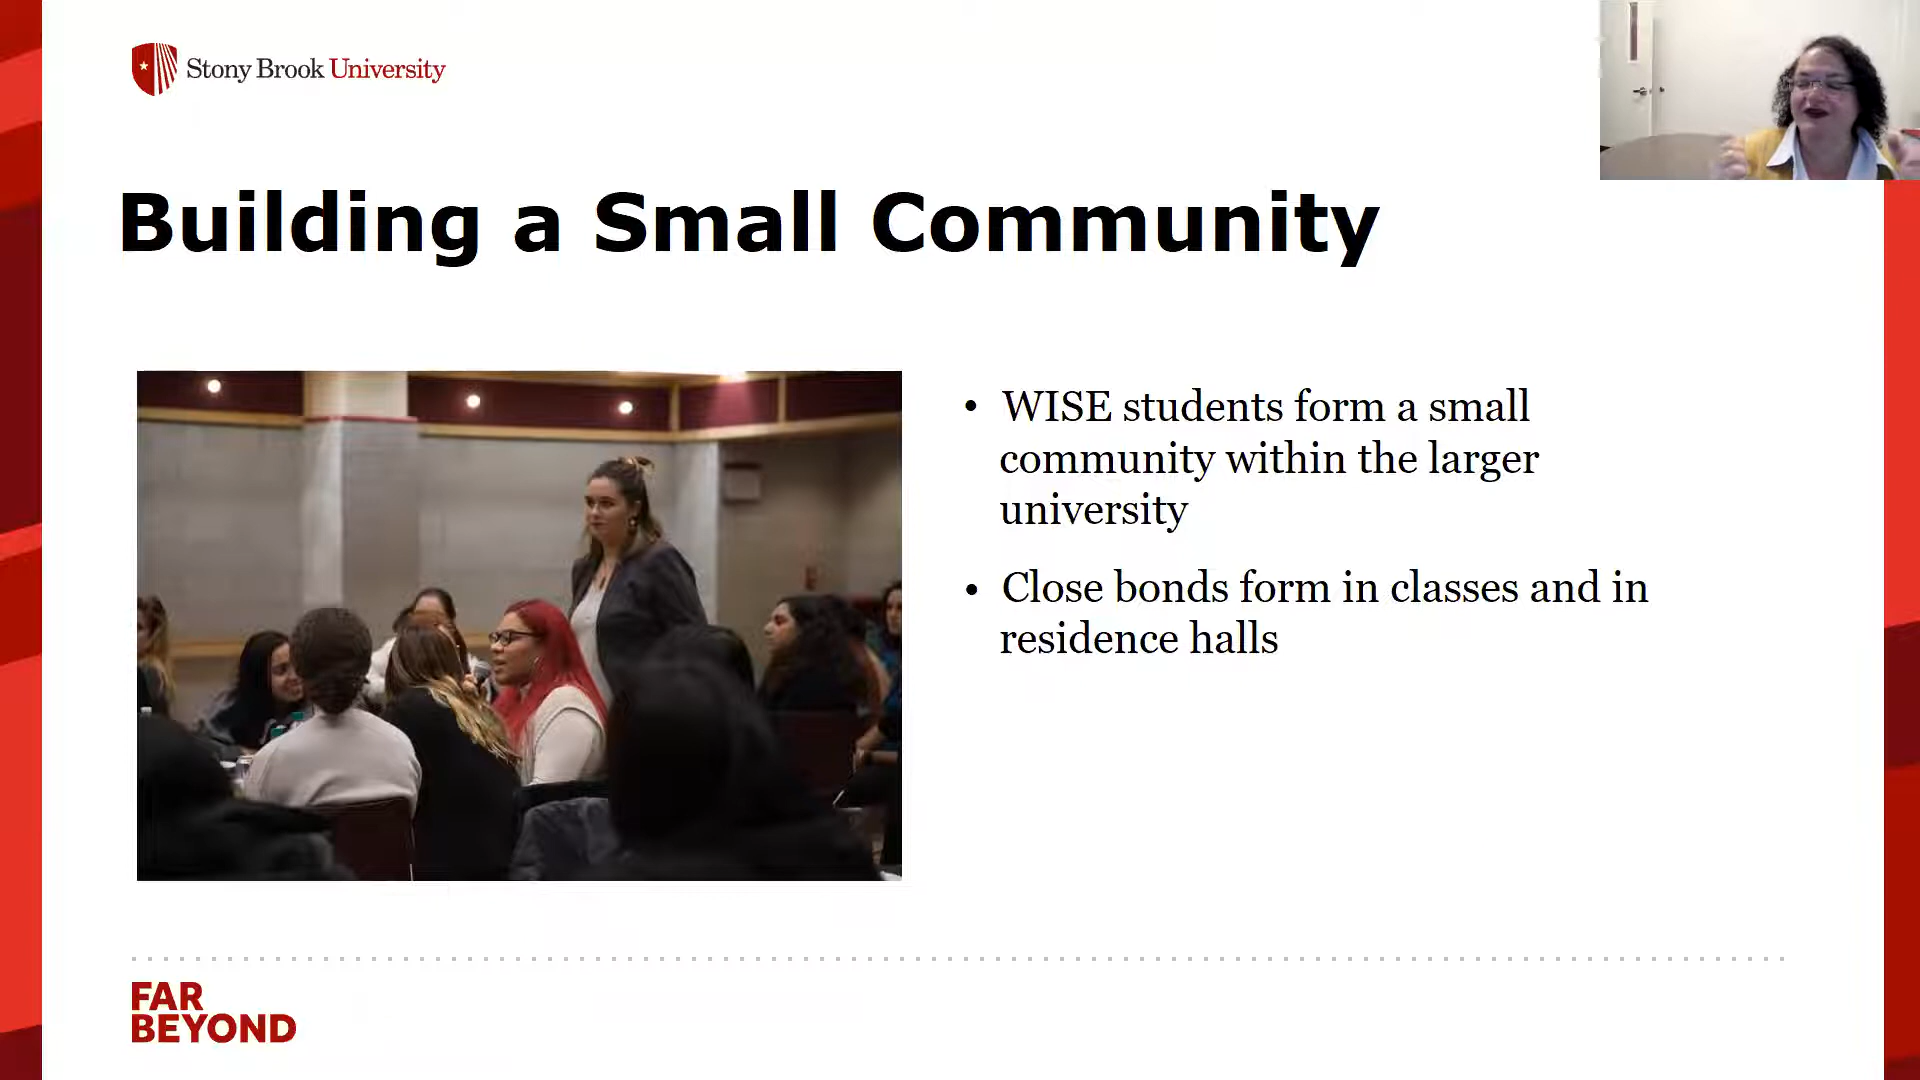 Stony Brook University
Building a Small Community
• WISE students form a small
community within the larger
university
• Close bonds form in classes and in
residence halls
FAR
BEYOND